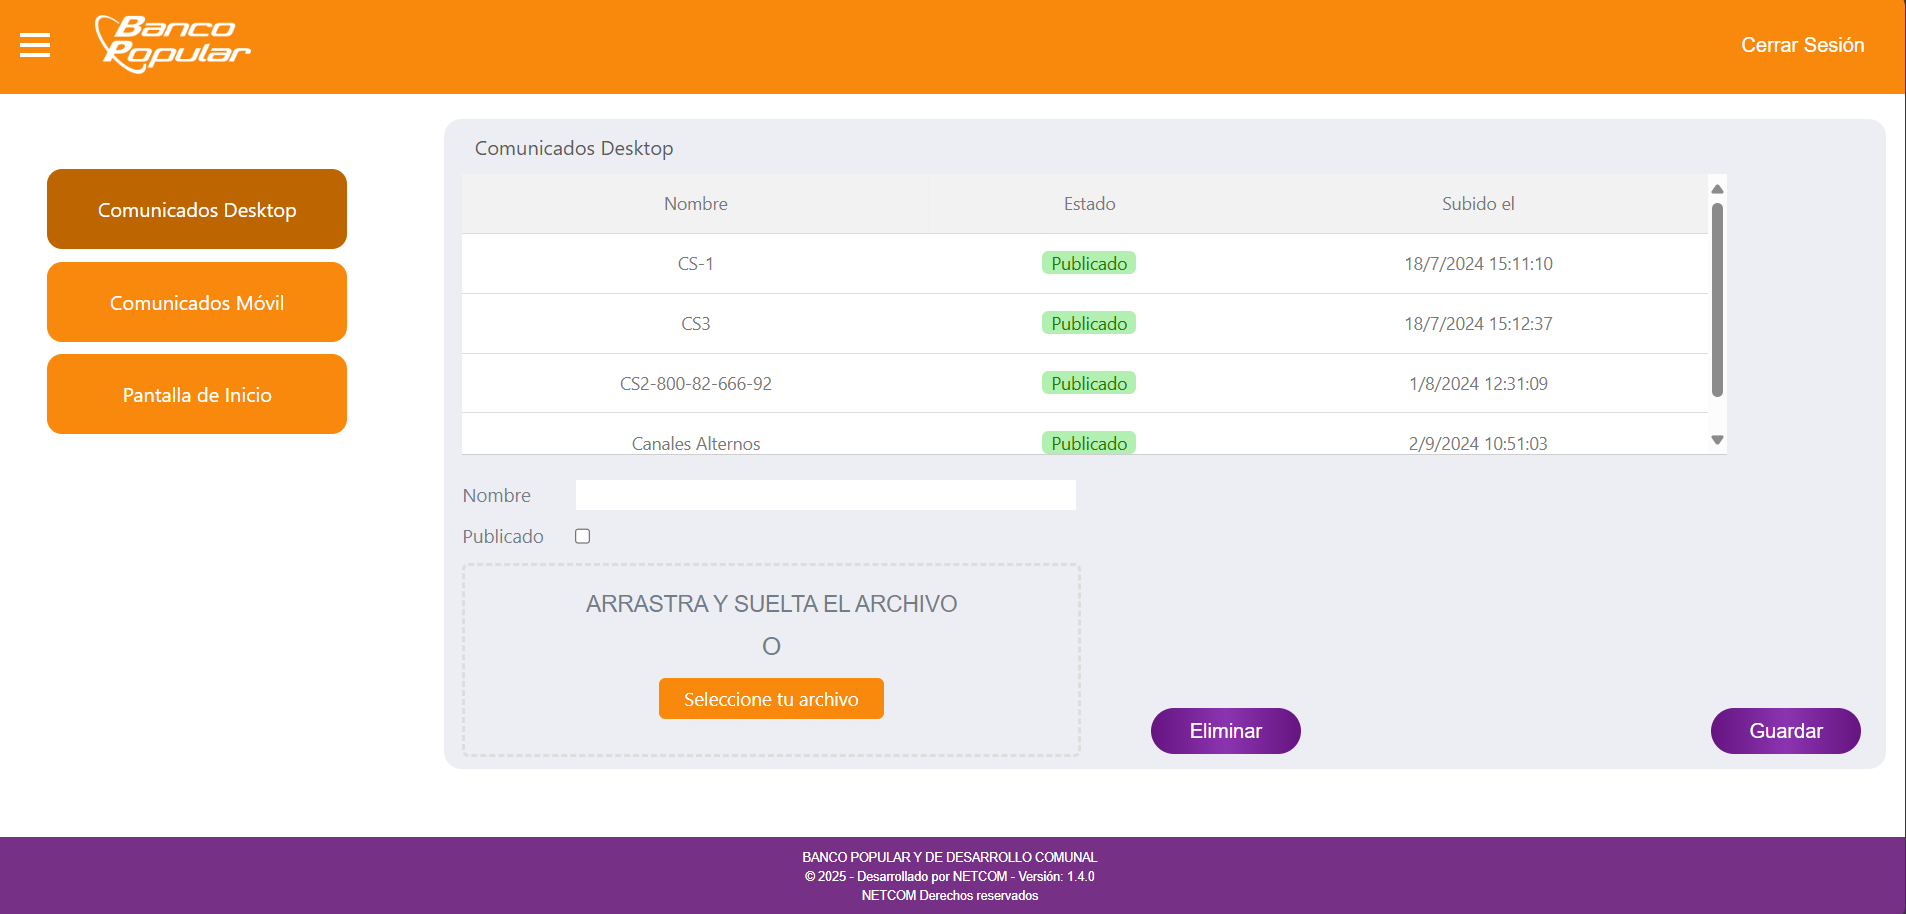 Banco
Popular
Cerrar Sesión
Comunicados Desktop
Comunicados Móvil
Pantalla de Inicio
Comunicados Desktop
Nombre Estado Subido el
CS-1 Publicado 18/7/2024 15:11:10
CS3 Publicado 18/7/2024 15:12:37
CS2-800-82-666-92 Publicado 1/8/2024 12:31:09
Canales Alternos Publicado 2/9/2024 10:51:03
Nombre
Publicado
ARRASTRA Y SUELTA EL ARCHIVO
O
Seleccione tu archivo
Eliminar
Guardar
BANCO POPULAR Y DE DESARROLLO COMUNAL
© 2025 - Desarrollado por NETCOM - Versión: 1.4.0
NETCOM Derechos reservados